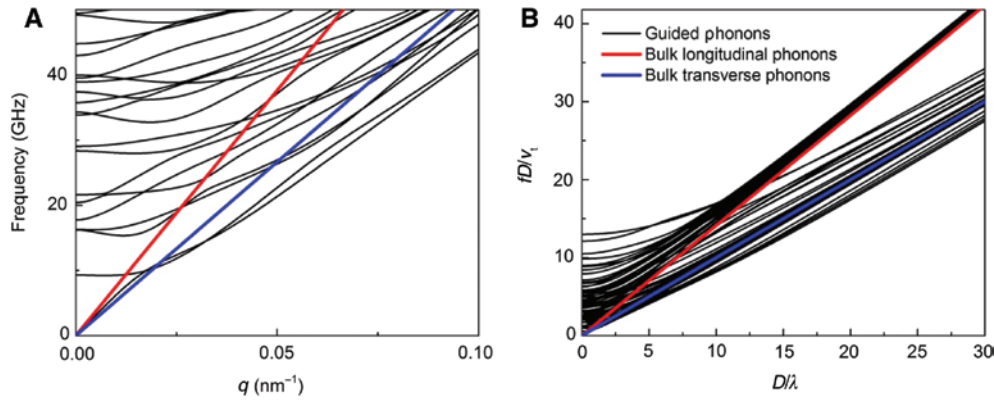 A
Frequency (GHz)
40
20
0
0.00
0.05
0.10
q (nm⁻¹)
B
Guided phonons
Bulk longitudinal phonons
Bulk transverse phonons
fD/vₜ
40
30
20
10
0
0
5
10
15
20
25
30
D/λ